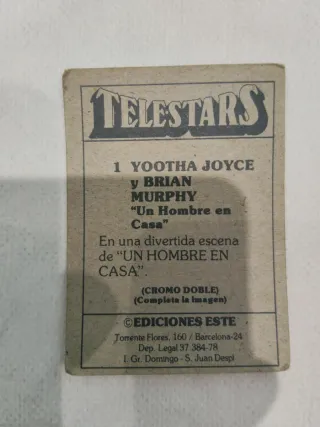 TELESTARS
1 YOOTHA JOYCE
y BRIAN
MURPHY
"Un Hombre en
Casa"
En una divertida escena
de "UN HOMBRE EN
CASA".
(CROMO DOBLE)
(Completa la imagen)
© EDICIONES ESTE
Torrente Flores, 160 / Barcelona-24
Dep. Legal 37 384-78
I. Gr. Domingo - S. Juan Despí